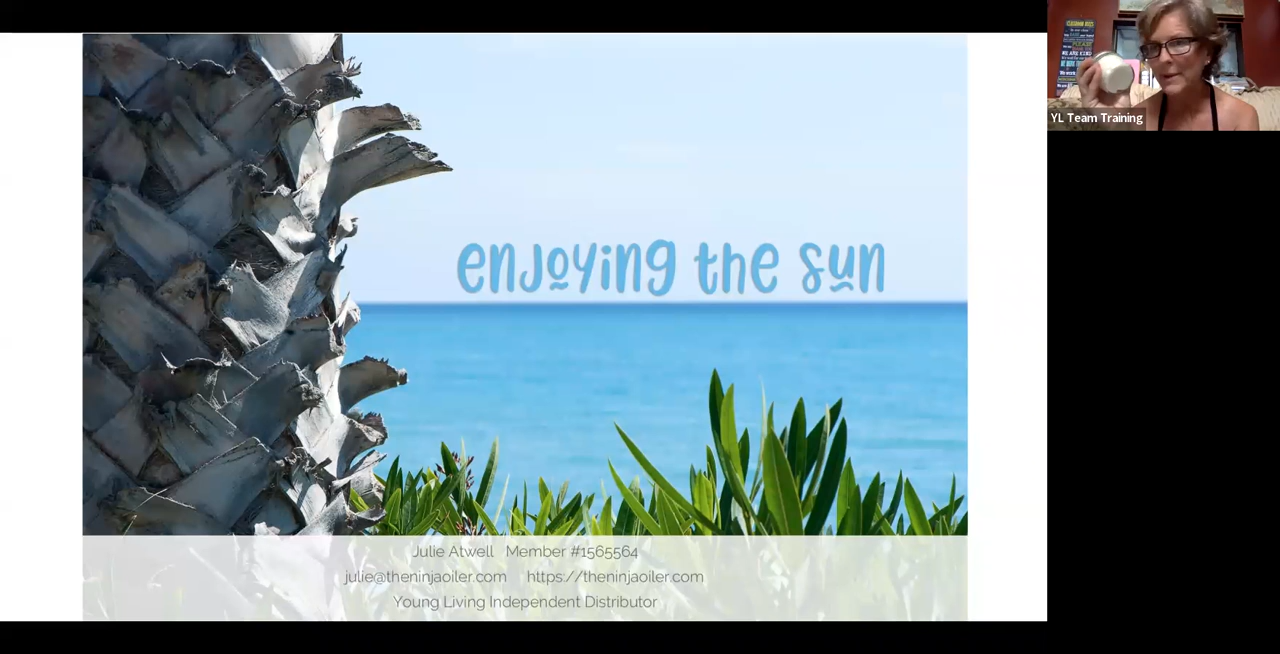 enjoying the sun
Julie Atwell Member #1565564
julie@theninjaoiler.com https://theninjaoiler.com
Young Living Independent Distributor
YL Team Training
PLEASE